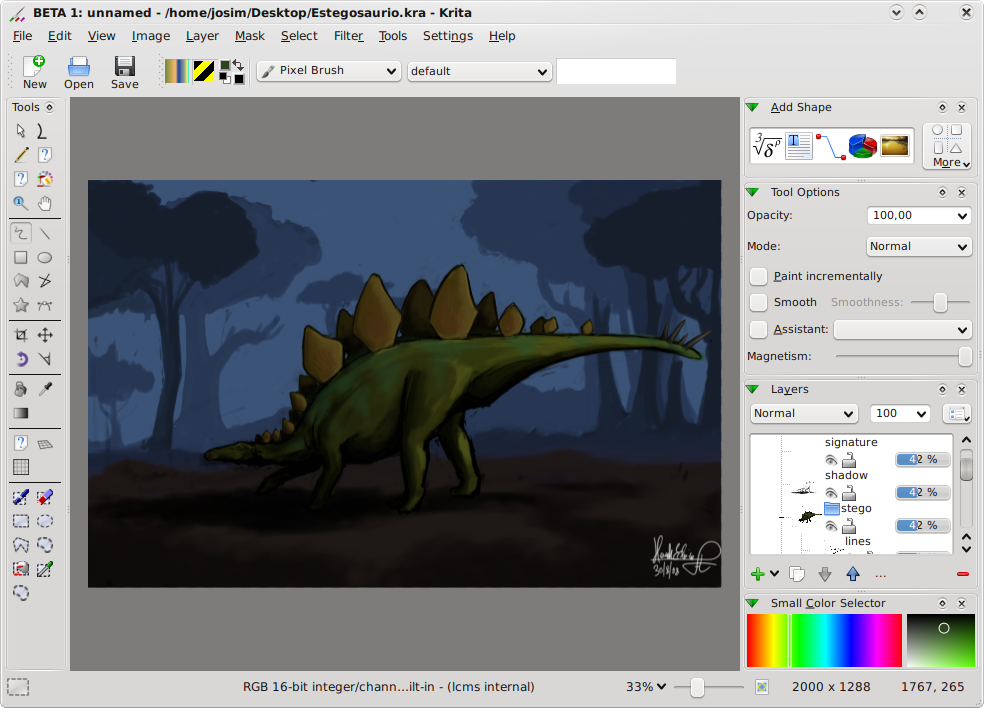 BETA 1: unnamed - /home/josim/Desktop/Estegosaurio.kra - Krita
File Edit View Image Layer Mask Select Filter Tools Settings Help
New Open Save
Pixel Brush
default
Tools
Add Shape
More
Tool Options
Opacity: 100,00
Mode: Normal
Paint incrementally
Smooth Smoothness:
Assistant:
Magnetism:
Layers
Normal 100
signature
42 %
shadow
42 %
stego
42 %
lines
30/8/08
Small Color Selector
RGB 16-bit integer/chann...ilt-in - (lcms internal) 33% 2000 x 1288 1767, 265